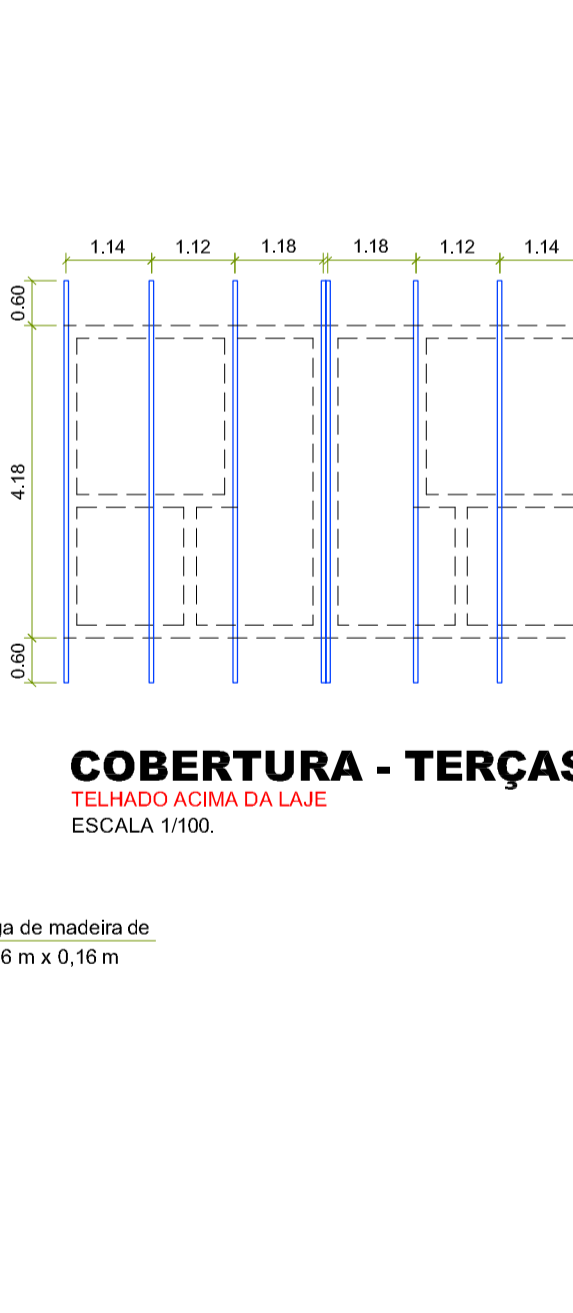 1.14 1.12 1.18 1.18 1.12 1.14
0.60
4.18
0.60
COBERTURA - TERÇAS
TELHADO ACIMA DA LAJE
ESCALA 1/100.
de madeira de
6 m x 0,16 m